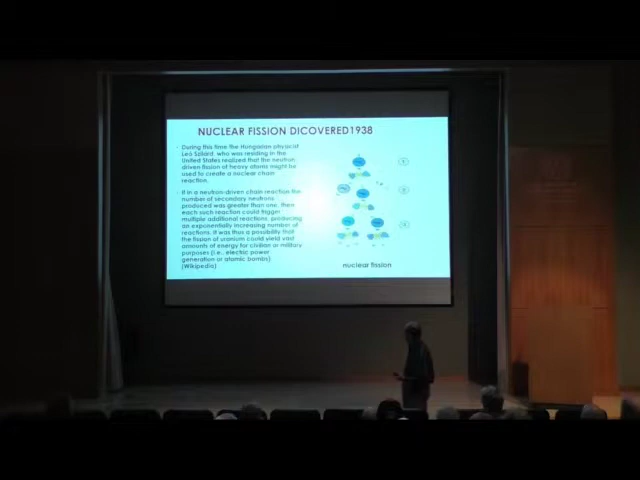 NUCLEAR FISSION DICOVERED1938
During this time the Hungarian physicist
Leó Szilárd, who was residing in the
United States realized that the neutron
driven fission of heavy atoms might be
used to create a nuclear chain
reaction.
If in a neutron-driven chain reaction the
number of secondary neutrons
produced was greater than one, then
each such reaction could trigger
multiple additional reactions, producing
an exponentially increasing number of
reactions. It was thus a possibility that
the fission of uranium could yield vast
amounts of energy for civilian or military
purposes (i.e., electric power
generation or atomic bombs).
(Wikipedia)
nuclear fission